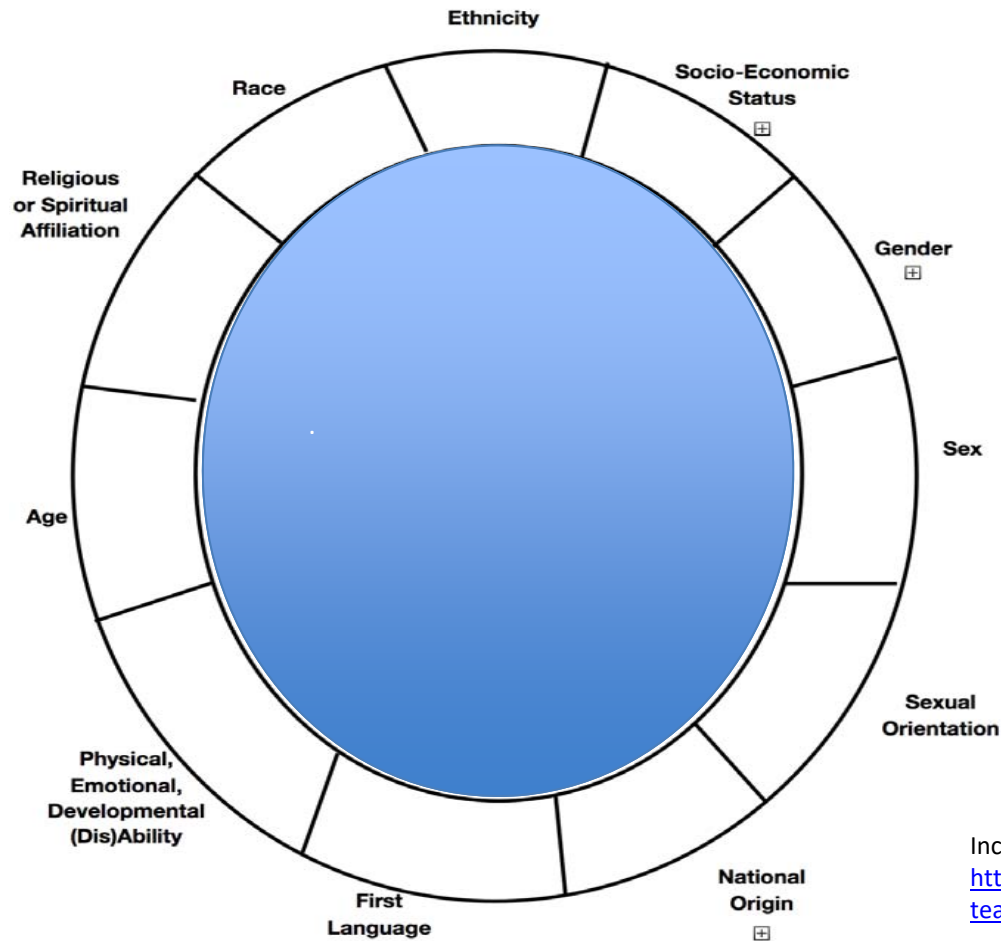 Ethnicity
Socio-Economic
Status
Race
Religious
or Spiritual
Affiliation
Gender
Sex
Age
Sexual
Orientation
Physical,
Emotional,
Developmental
(Dis)Ability
First
Language
National
Origin
Inc
htt
tea